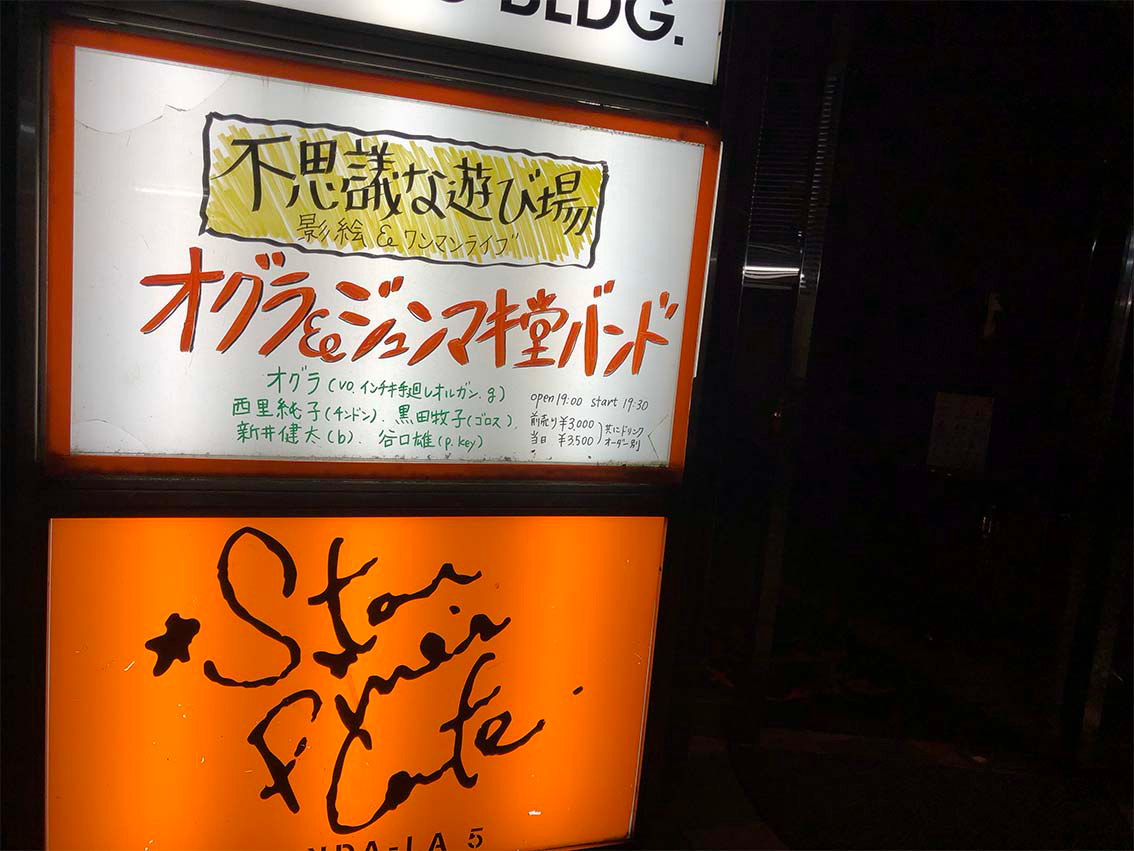 BLDG.
不思議な遊び場
影絵 & ワンマンライブ
オグラ&ジュンマキ堂バンド
オグラ(vo.インチキ手廻しオルガン.g)
西里純子(チンドン). 黒田牧子(ゴロス).
新井健太(b). 谷口雄(p.key)
open 19:00 start 19:30
前売り ¥3,000
当日 ¥3500
共にドリンク
オーダー別
Star
Pine's
Cafe
NDA-LA 5